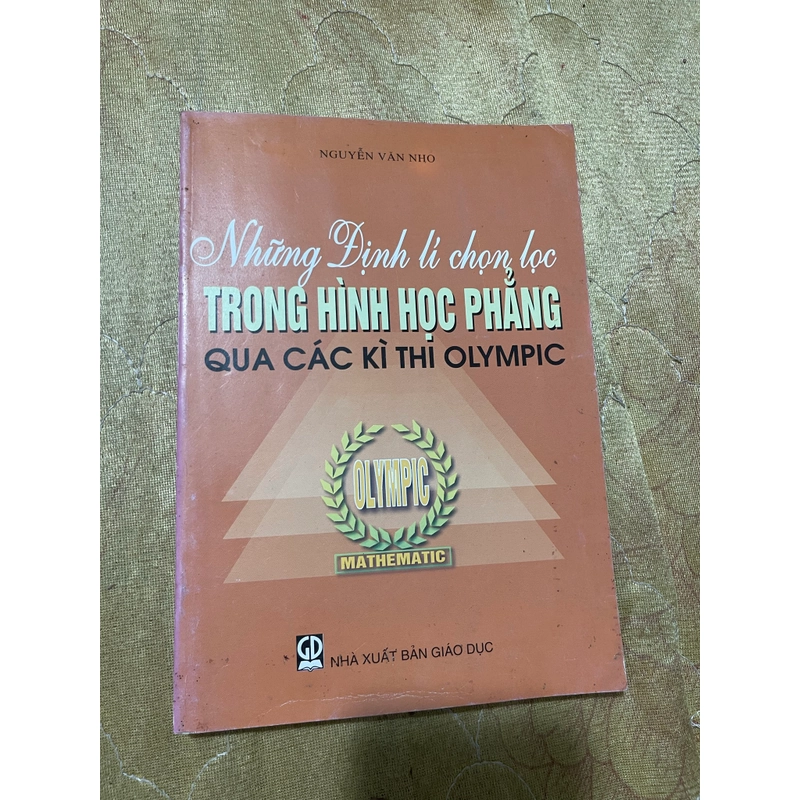 NGUYỄN VĂN NHO
Những Định lí chọn lọc
TRONG HÌNH HỌC PHẲNG
QUA CÁC KÌ THI OLYMPIC
OLYMPIC
MATHEMATIC
GD
NHÀ XUẤT BẢN GIÁO DỤC